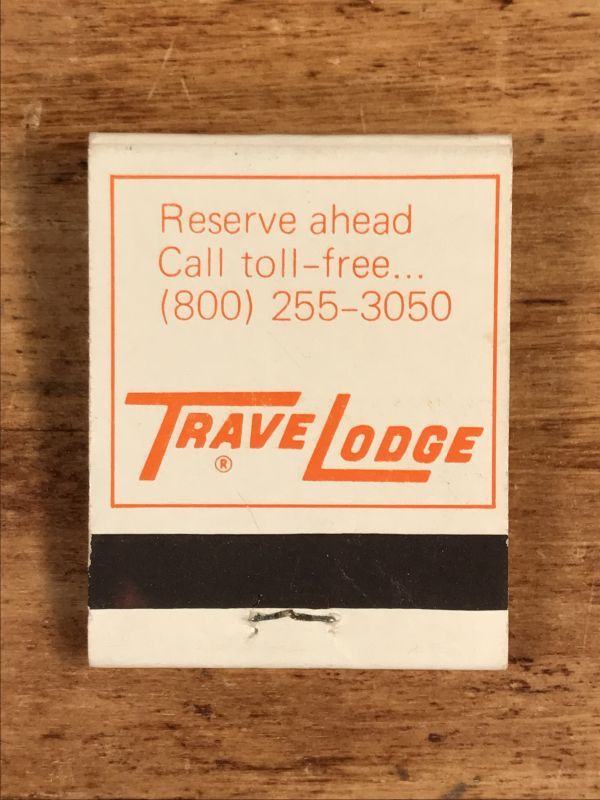 Reserve ahead
Call toll-free...
(800) 255-3050
TRAVELODGE
®